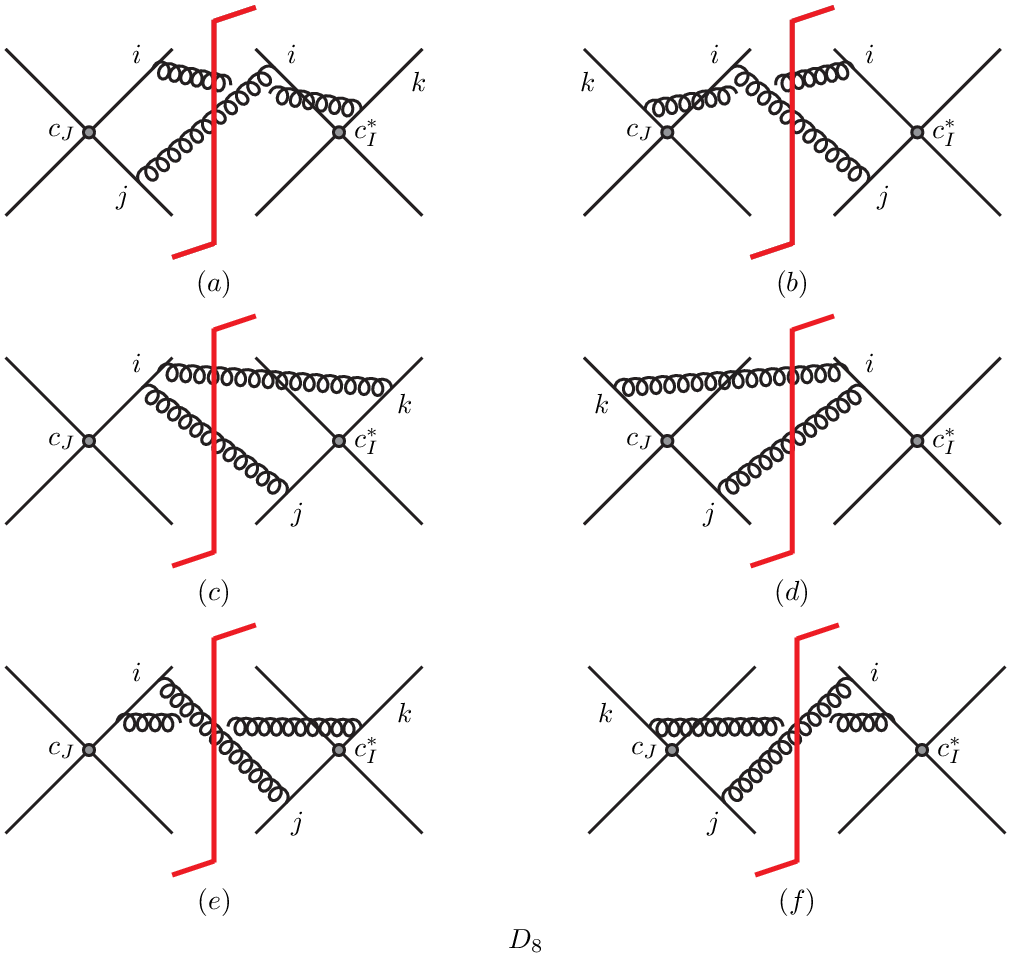 i i k k i i
c_J c_I^* c_J c_I^*
j j
(a) (b)
i i
k k
c_J c_I^* c_J c_I^*
j j
(c) (d)
i i
k k
c_J c_I^* c_J c_I^*
j j
(e) (f)
D_8